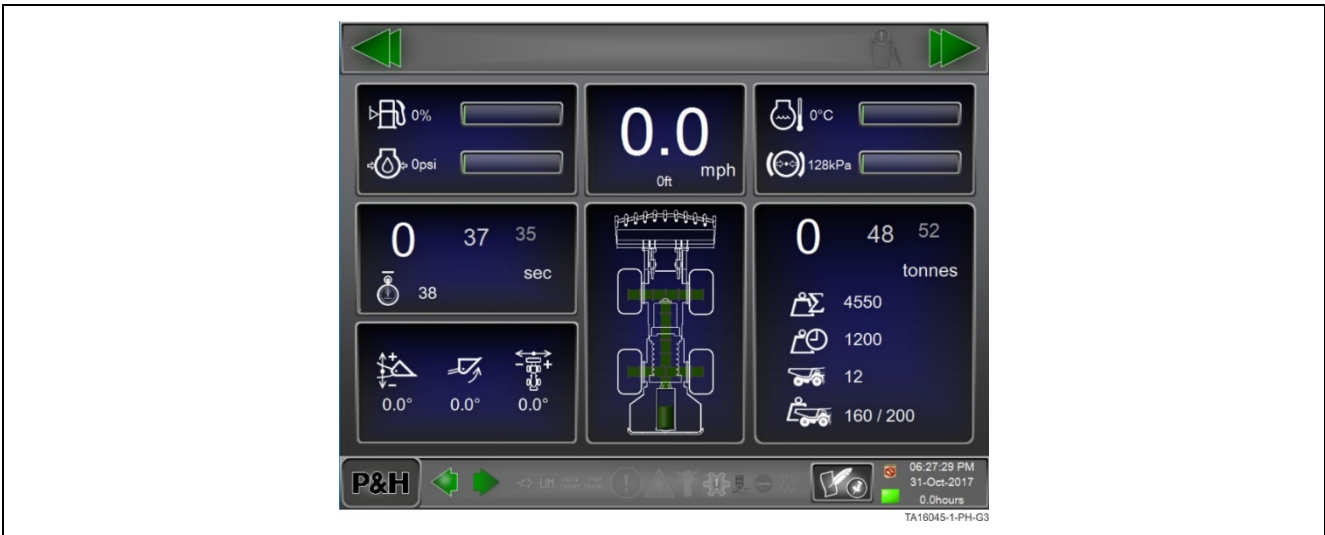 0%
0psi
0.0
mph
0ft
0°C
128kPa
0 37 35
sec
38
0 48 52
tonnes
4550
1200
12
160 / 200
0.0° 0.0° 0.0°
P&H
LIM
STOP
ENGINE
06:27:29 PM
31-Oct-2017
0.0hours
TA16045-1-PH-G3